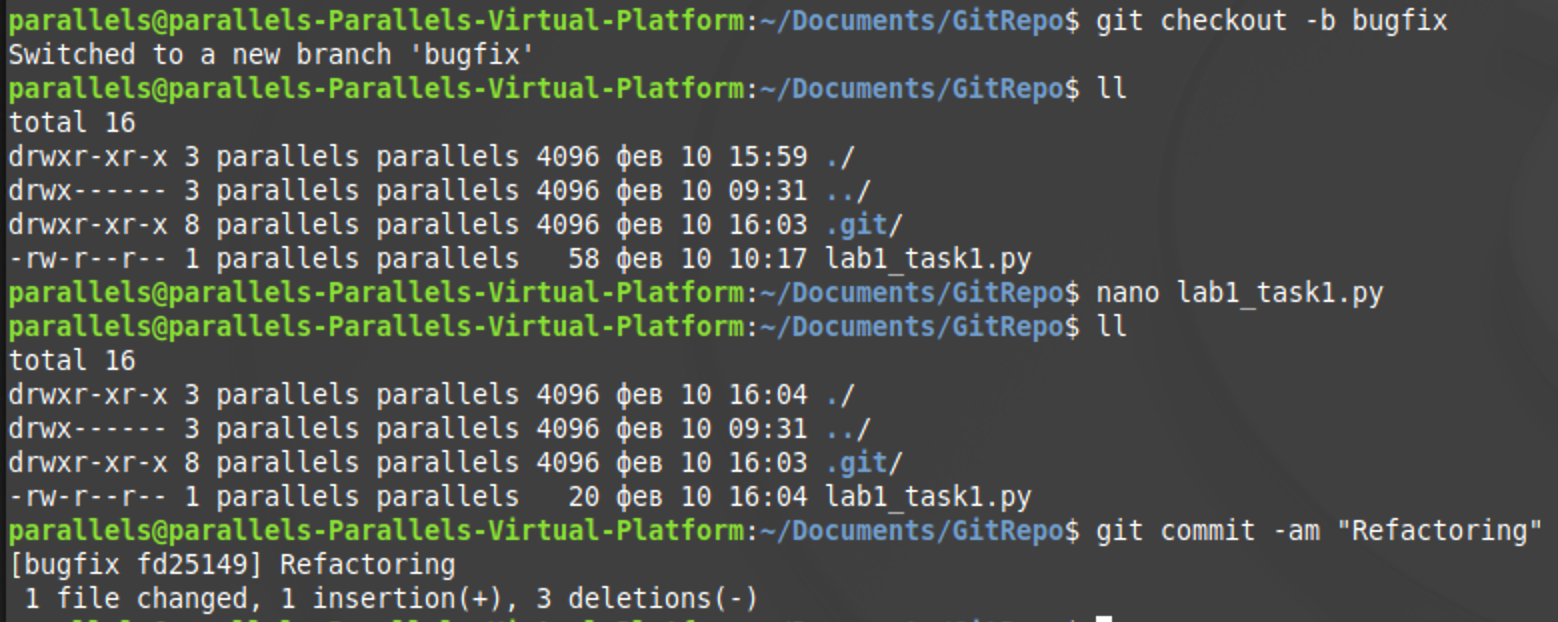 parallels@parallels-Parallels-Virtual-Platform:~/Documents/GitRepo$ git checkout -b bugfix
Switched to a new branch 'bugfix'
parallels@parallels-Parallels-Virtual-Platform:~/Documents/GitRepo$ ll
total 16
drwxr-xr-x 3 parallels parallels 4096 фев 10 15:59 ./
drwx------ 3 parallels parallels 4096 фев 10 09:31 ../
drwxr-xr-x 8 parallels parallels 4096 фев 10 16:03 .git/
-rw-r--r-- 1 parallels parallels   58 фев 10 10:17 lab1_task1.py
parallels@parallels-Parallels-Virtual-Platform:~/Documents/GitRepo$ nano lab1_task1.py
parallels@parallels-Parallels-Virtual-Platform:~/Documents/GitRepo$ ll
total 16
drwxr-xr-x 3 parallels parallels 4096 фев 10 16:04 ./
drwx------ 3 parallels parallels 4096 фев 10 09:31 ../
drwxr-xr-x 8 parallels parallels 4096 фев 10 16:03 .git/
-rw-r--r-- 1 parallels parallels   20 фев 10 16:04 lab1_task1.py
parallels@parallels-Parallels-Virtual-Platform:~/Documents/GitRepo$ git commit -am "Refactoring"
[bugfix fd25149] Refactoring
 1 file changed, 1 insertion(+), 3 deletions(-)